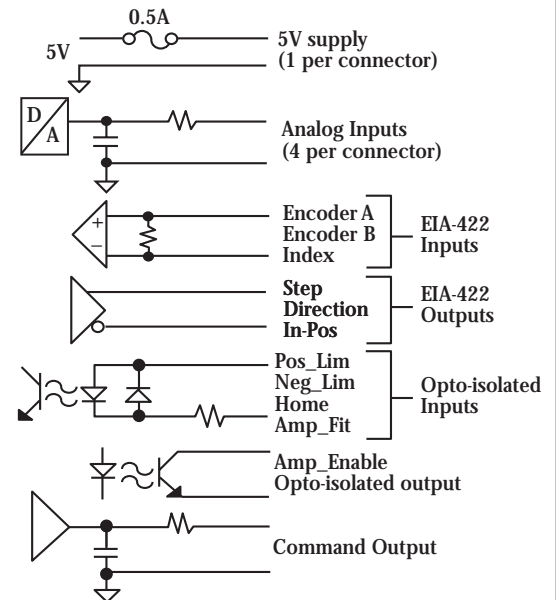 0.5A
5V
5V supply
(1 per connector)
D
A
Analog Inputs
(4 per connector)
+
−
Encoder A
Encoder B
Index
EIA-422
Inputs
Step
Direction
In-Pos
EIA-422
Outputs
Pos_Lim
Neg_Lim
Home
Amp_Fit
Opto-isolated
Inputs
Amp_Enable
Opto-isolated output
Command Output